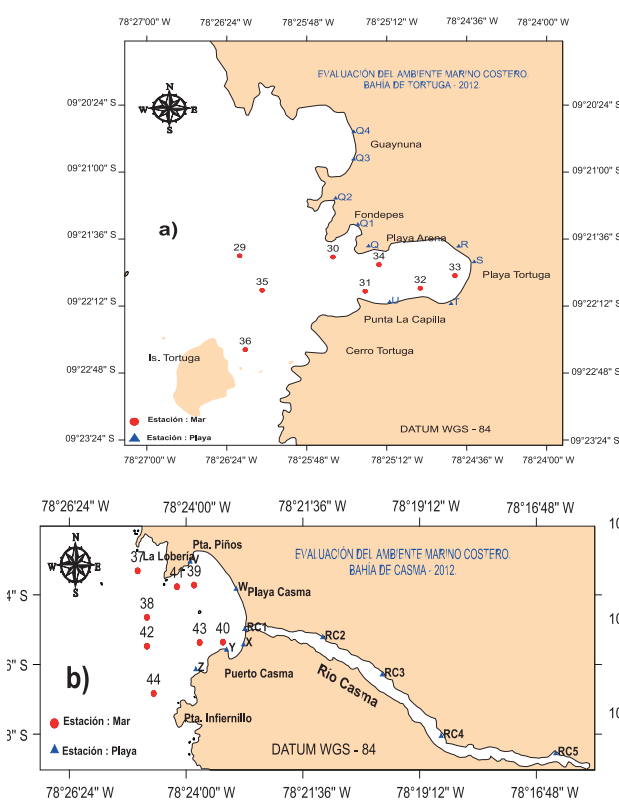 78°27'00" W 78°26'24" W 78°25'48" W 78°25'12" W 78°24'36" W 78°24'00" W
EVALUACIÓN DEL AMBIENTE MARINO COSTERO.
BAHÍA DE TORTUGA - 2012.
N
W E
S
09°20'24" S 09°20'24" S
Q4
Guaynuna
Q3
09°21'00" S 09°21'00" S
Q2
Fondepes
Q1
a)
Playa Arena
09°21'36" S 09°21'36" S
Q R
29 30 34
S
33 Playa Tortuga
35 31 32
U T
09°22'12" S 09°22'12" S
Punta La Capilla
36
Cerro Tortuga
Is. Tortuga
09°22'48" S 09°22'48" S
Estación : Mar
DATUM WGS - 84
Estación : Playa
09°23'24" S 09°23'24" S
78°27'00" W 78°26'24" W 78°25'48" W 78°25'12" W 78°24'36" W 78°24'00" W
78°26'24" W 78°24'00" W 78°21'36" W 78°19'12" W 78°16'48" W
10
N
W E
S
Pta. Piños
La Lobería
V
EVALUACIÓN DEL AMBIENTE MARINO COSTERO.
BAHÍA DE CASMA - 2012.
37 41 39
W Playa Casma
4" S 10
38
RC1
42 43 40
X RC2
Y
6" S
Z
Puerto Casma
RC3
Río Casma
b)
44
Estación : Mar
Pta. Infiernillo
10
6" S
RC4
Estación : Playa
DATUM WGS - 84
RC5
78°26'24" W 78°24'00" W 78°21'36" W 78°19'12" W 78°16'48" W